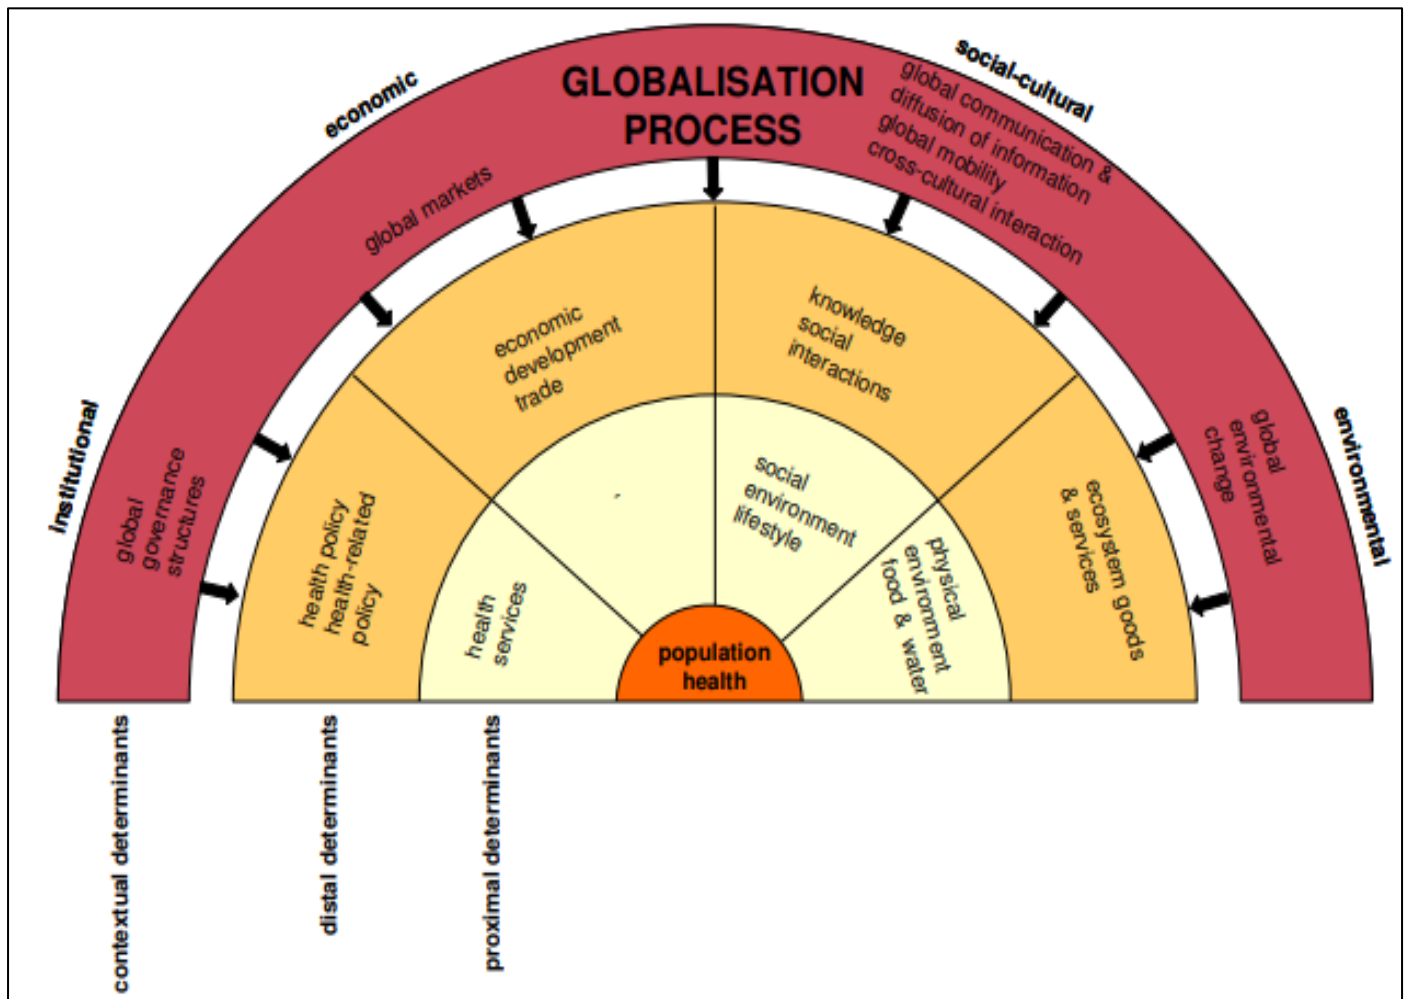 GLOBALISATION
PROCESS
institutional
economic
social-cultural
environmental
global
governance
structures
global markets
global communication &
diffusion of information
global mobility
cross-cultural interaction
global
environmental
change
health policy
health-related
policy
economic
development
trade
knowledge
social
interactions
ecosystem goods
& services
health
services
social
environment
lifestyle
physical
environment
food & water
population
health
contextual determinants
distal determinants
proximal determinants